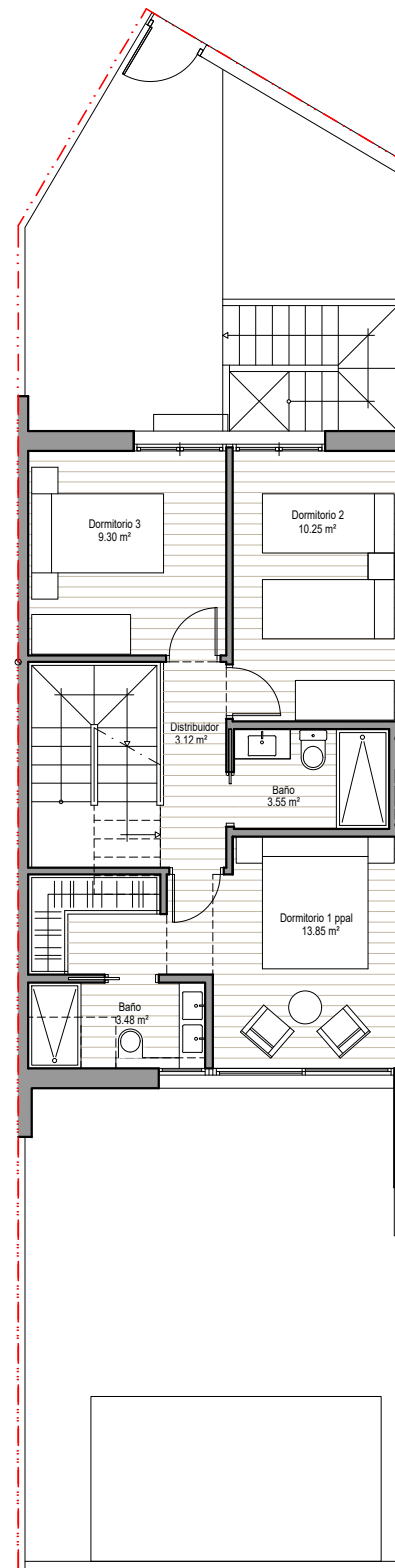 Dormitorio 3
9.30 m²
Dormitorio 2
10.25 m²
Distribuidor
3.12 m²
Baño
3.55 m²
Dormitorio 1 ppal
13.85 m²
Baño
3.48 m²